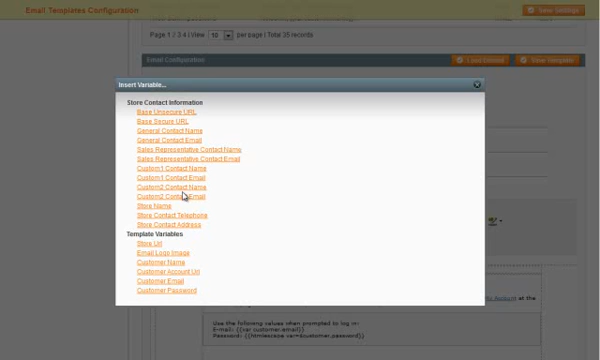 Email Templates Configuration
Save Settings
Page 1 2 3 4 | View 10 per page | Total 35 records
Email Configuration
Load Default
Save Template
Insert Variable...
Store Contact Information
Base Unsecure URL
Base Secure URL
General Contact Name
General Contact Email
Sales Representative Contact Name
Sales Representative Contact Email
Custom1 Contact Name
Custom1 Contact Email
Custom2 Contact Name
Custom2 Contact Email
Store Name
Store Contact Telephone
Store Contact Address
Template Variables
Store Url
Email Logo Image
Customer Name
Customer Account Url
Customer Email
Customer Password
Account at the
Use the following values when prompted to log in:
E-mail: {{var customer.email}}
Password: {{htmlescape var=$customer.password}}